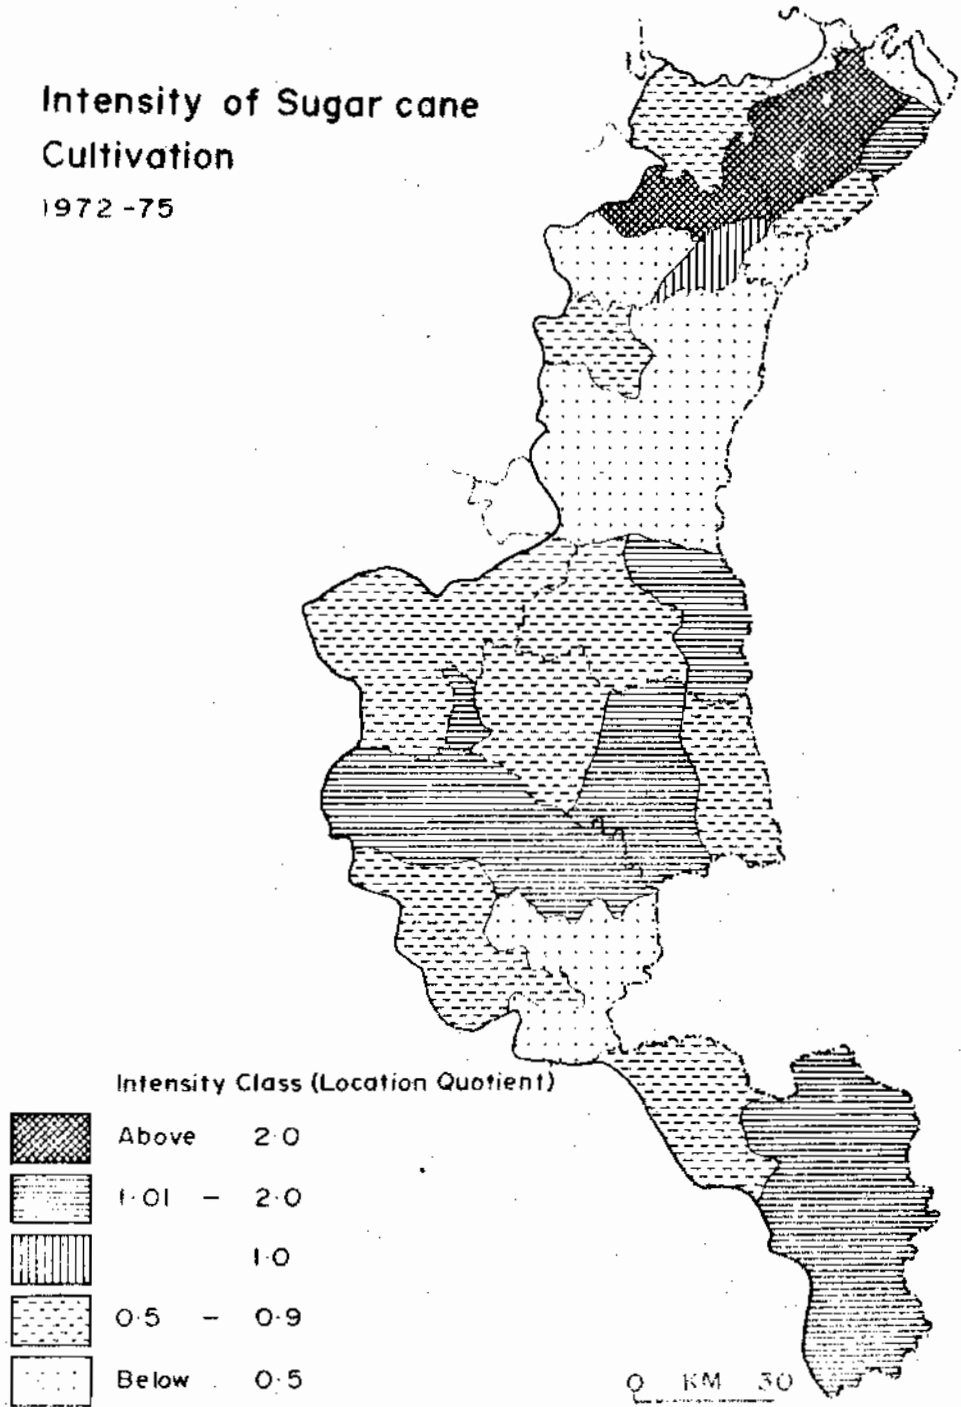 Intensity of Sugar cane
Cultivation
1972-75
Intensity Class (Location Quotient)
Above 2·0
1·01 - 2·0
1·0
0·5 - 0·9
Below 0·5
0 KM 30